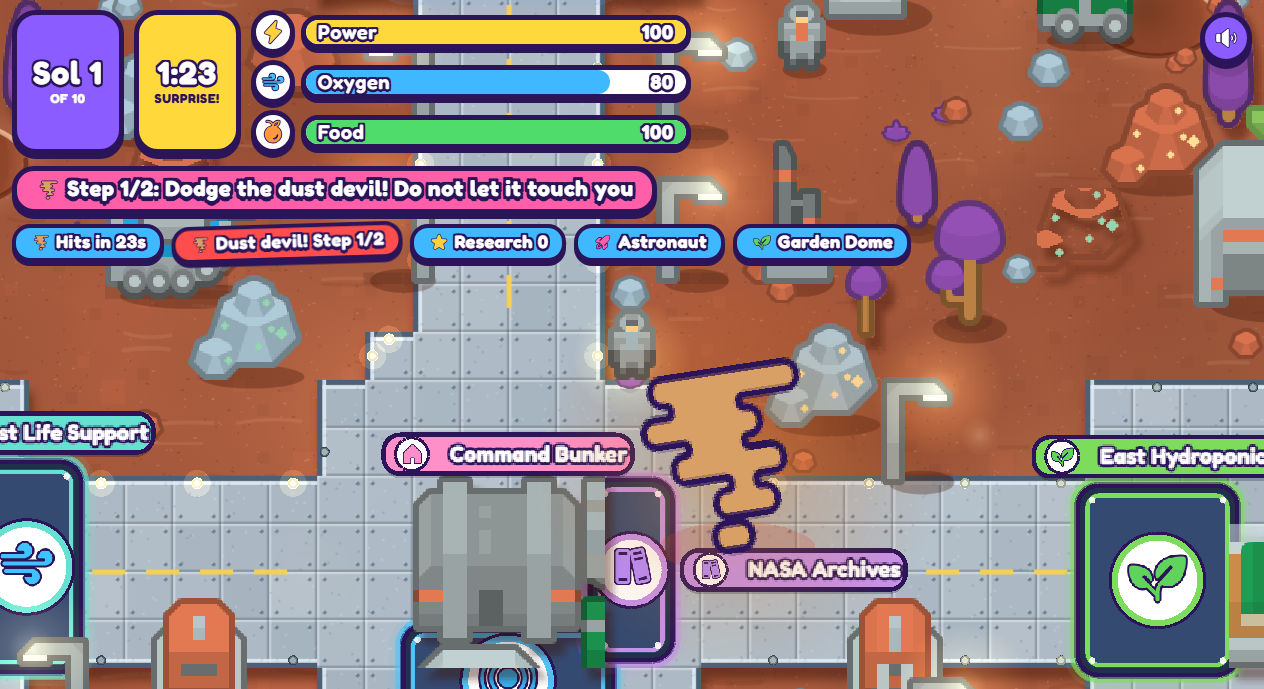 Sol 1
OF 10
1:23
SURPRISE!
Power 100
Oxygen 80
Food 100
Step 1/2: Dodge the dust devil! Do not let it touch you
Hits in 23s
Dust devil! Step 1/2
Research 0
Astronaut
Garden Dome
st Life Support
Command Bunker
East Hydroponic
NASA Archives